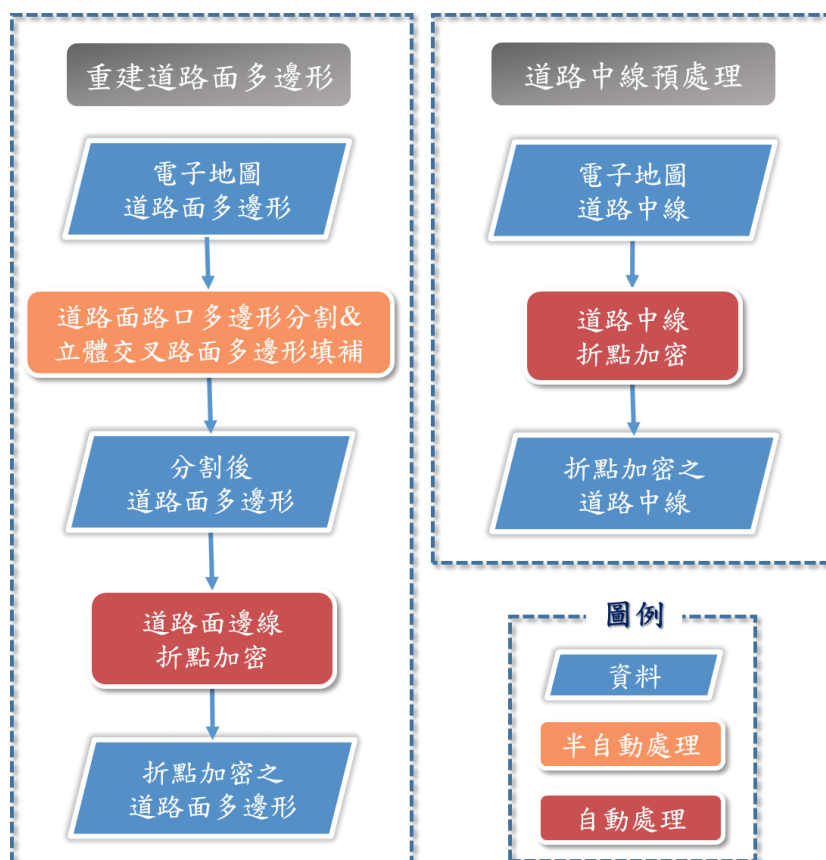 重建道路面多邊形
電子地圖
道路面多邊形
道路面路口多邊形分割&
立體交叉路面多邊形填補
分割後
道路面多邊形
道路面邊線
折點加密
折點加密之
道路面多邊形
道路中線預處理
電子地圖
道路中線
道路中線
折點加密
折點加密之
道路中線
圖例
資料
半自動處理
自動處理